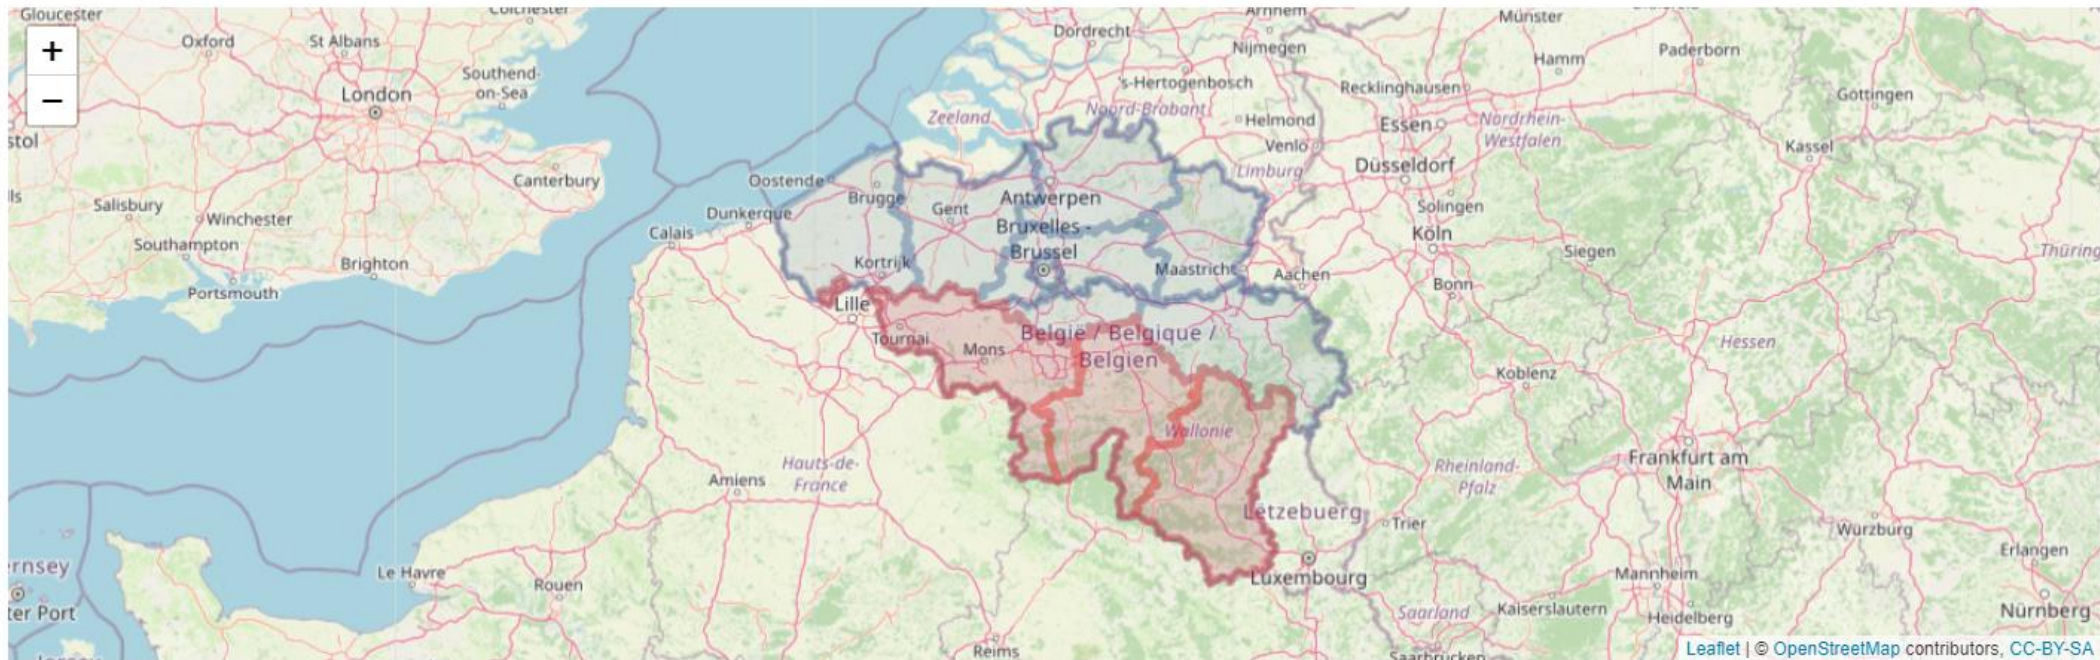 Gloucester
Colchester
Arnhem
Münster
Oxford
St Albans
Dordrecht
Nijmegen
Paderborn
+
Southend-
on-Sea
's-Hertogenbosch
Hamm
Recklinghausen
Göttingen
−
London
Zeeland
Noord-Brabant
Helmond
Essen
Nordrhein-
Westfalen
stol
Venlo
Kassel
Canterbury
Oostende
Limburg
Düsseldorf
Salisbury
Winchester
Brugge
Antwerpen
Solingen
Dunkerque
Gent
Bruxelles -
Brussel
Köln
Southampton
Calais
Siegen
Thüring
Brighton
Kortrijk
Maastricht
Aachen
Bonn
Portsmouth
Lille
Tournai
België / Belgique /
Belgien
Mons
Hessen
Koblenz
Wallonie
Hauts-de-
France
Amiens
Rheinland-
Pfalz
Frankfurt am
Main
Lëtzebuerg
Trier
Würzburg
Erlangen
ernsey
ter Port
Le Havre
Rouen
Luxembourg
Mannheim
Saarland
Kaiserslautern
Heidelberg
Nürnberg
Reims
Saarbrücken
Leaflet | © OpenStreetMap contributors, CC-BY-SA